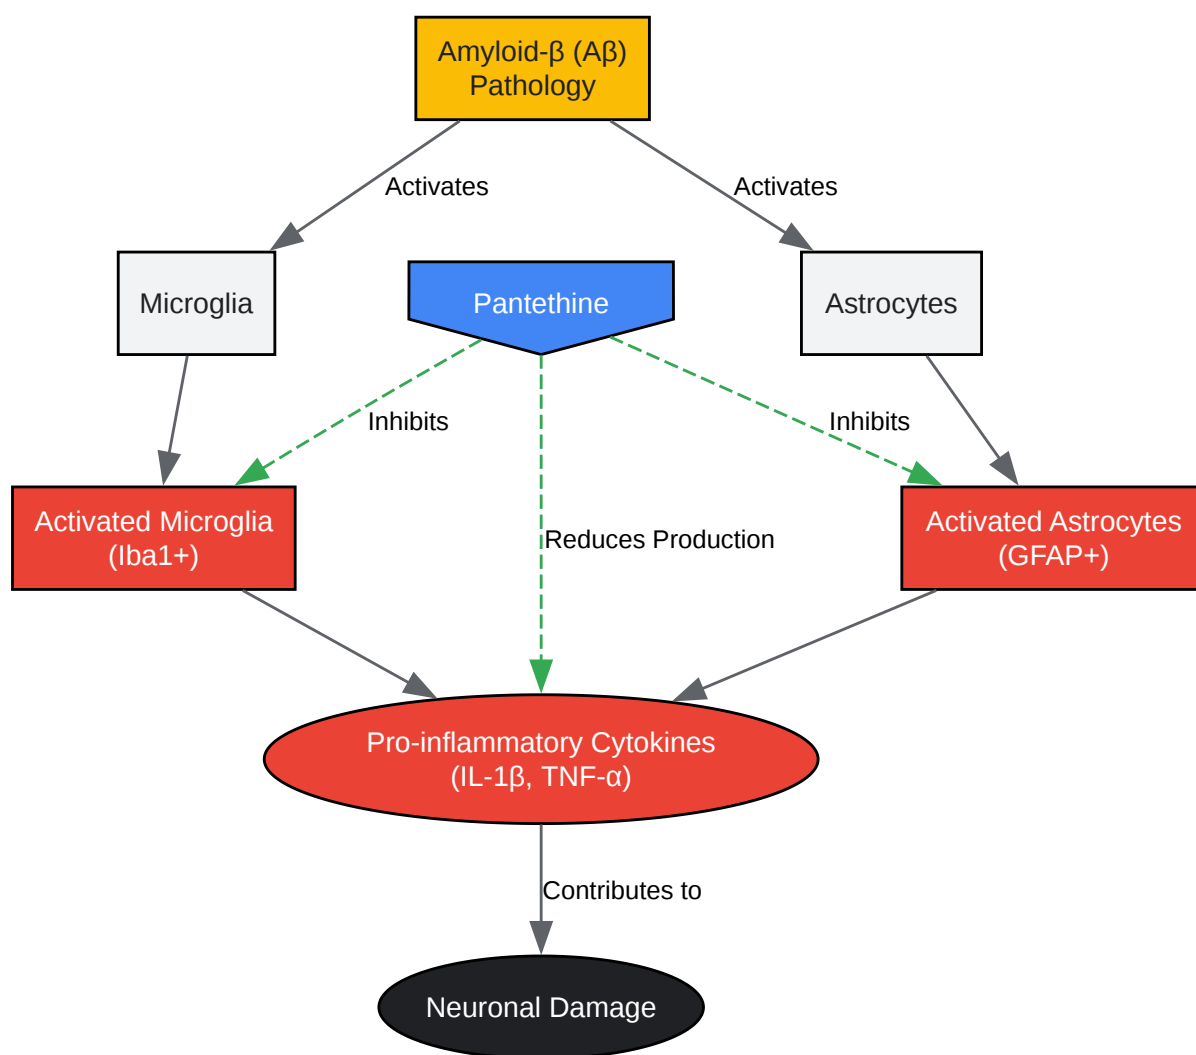 Amyloid-β (Aβ)
Pathology
Activates
Activates
Microglia
Pantethine
Astrocytes
Inhibits
Inhibits
Activated Microglia
(Iba1+)
Reduces Production
Activated Astrocytes
(GFAP+)
Pro-inflammatory Cytokines
(IL-1β, TNF-α)
Contributes to
Neuronal Damage